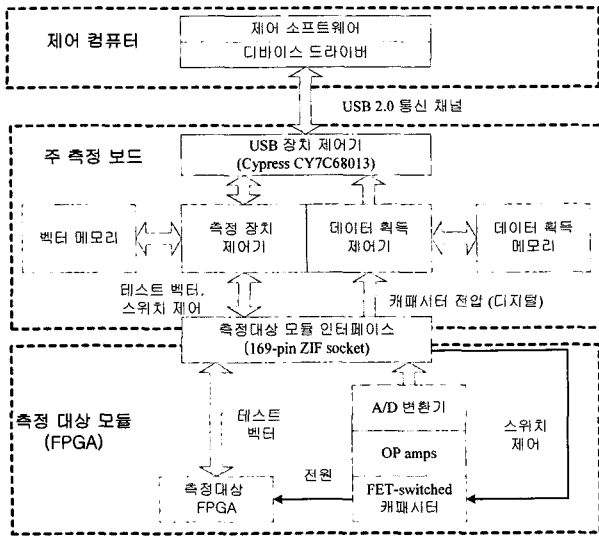 제어 컴퓨터
제어 소프트웨어
디바이스 드라이버
USB 2.0 통신 채널
주 측정 보드
USB 장치 제어기
(Cypress CY7C68013)
벡터 메모리
측정 장치
제어기
데이터 획득
제어기
데이터 획득
메모리
테스트 벡터,
스위치 제어
캐패시터 전압 (디지털)
측정대상 모듈 인터페이스
(169-pin ZIF socket)
측정 대상 모듈
(FPGA)
테스트
벡터
A/D 변환기
OP amps
FET-switched
캐패시터
스위치
제어
전원
측정대상
FPGA